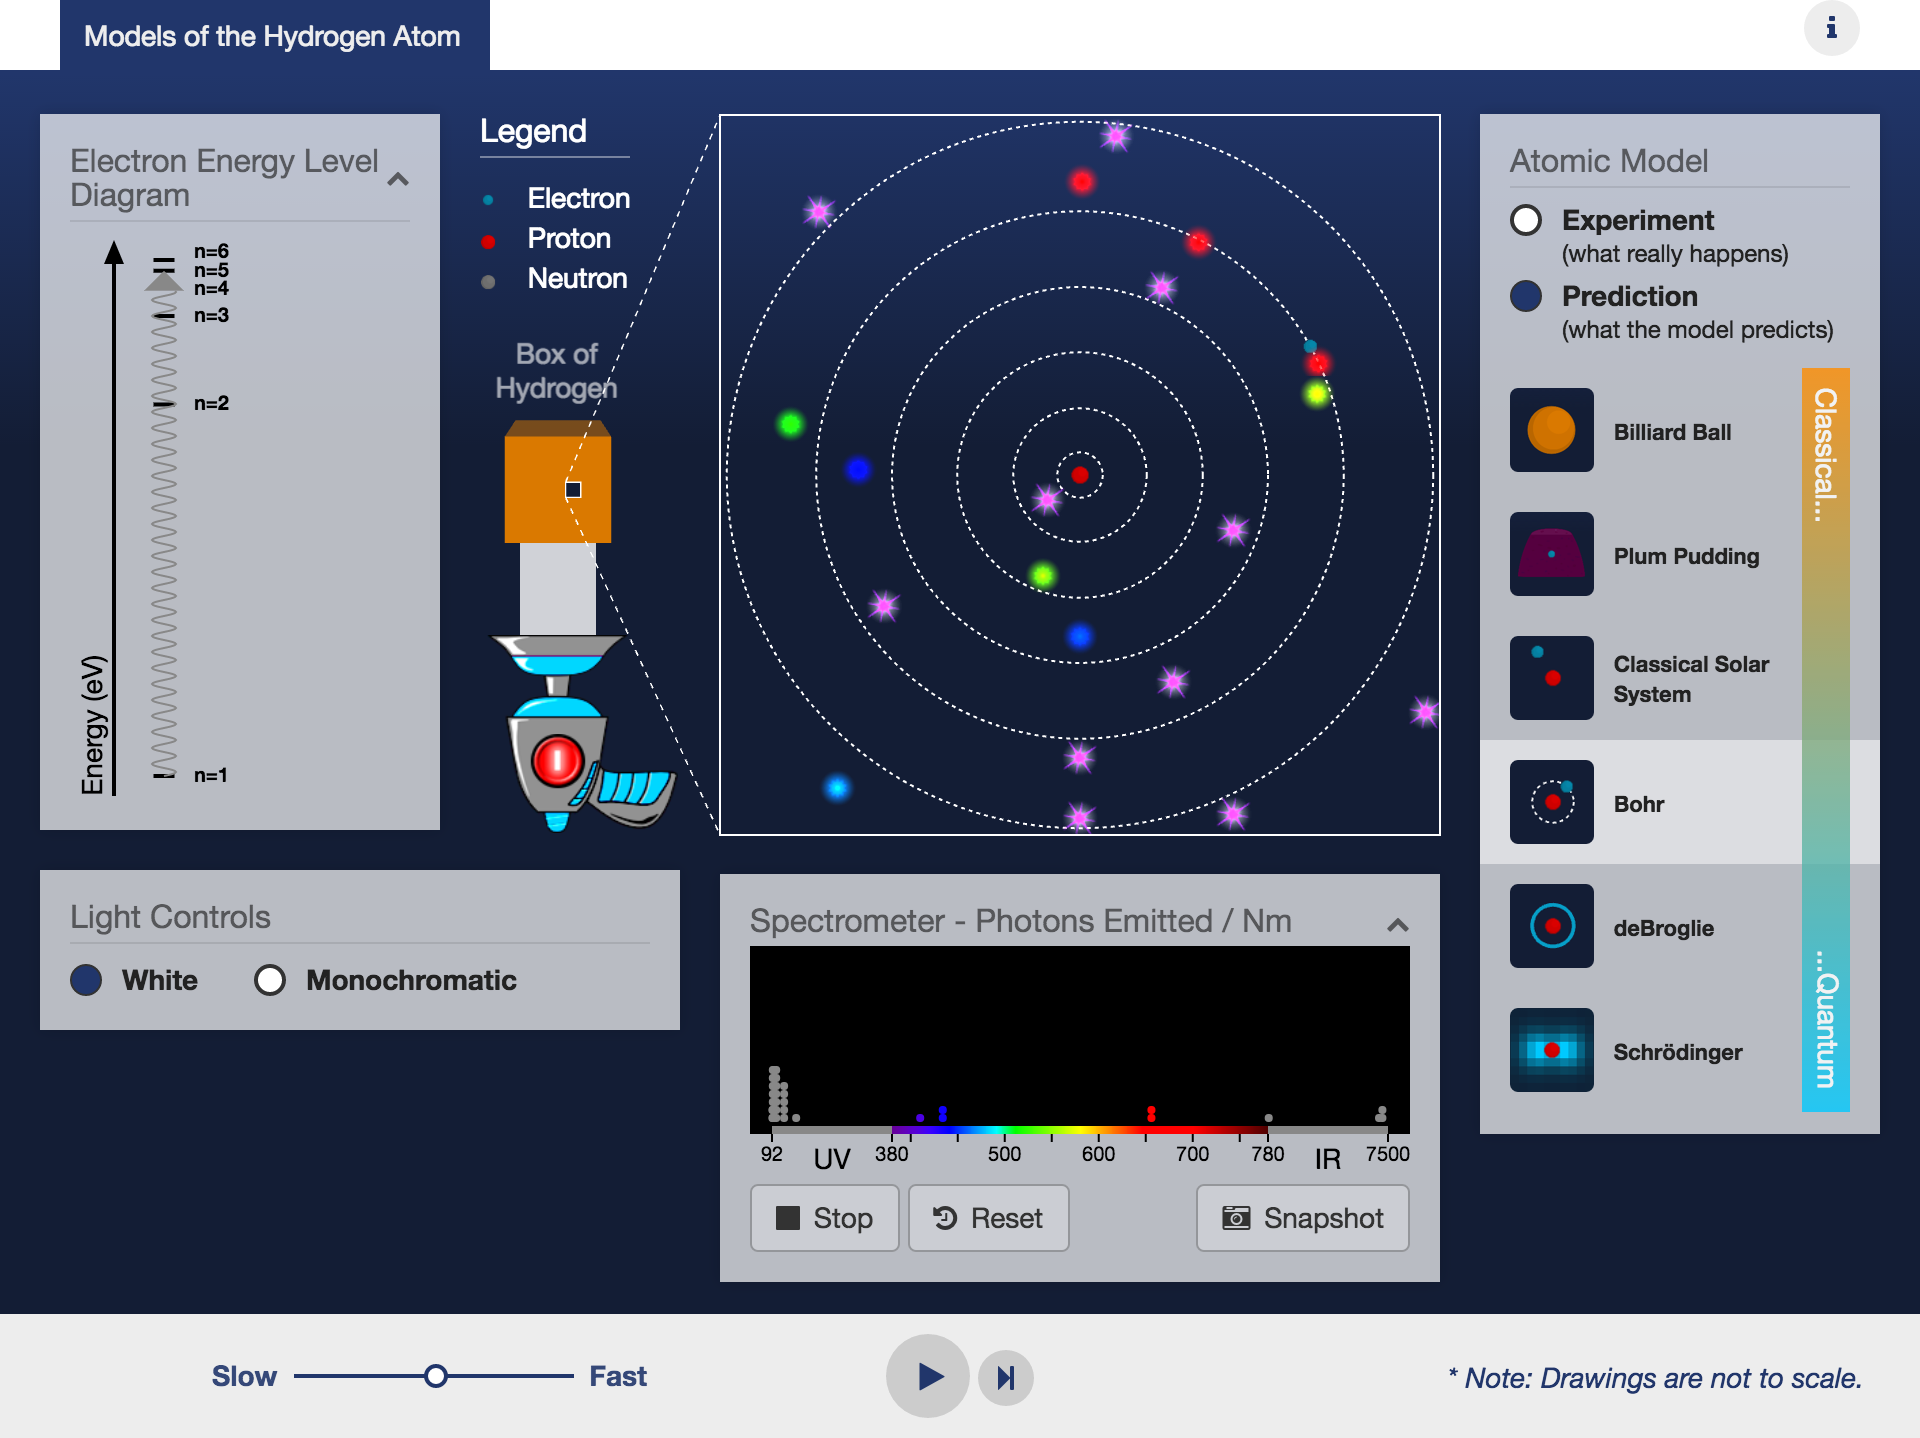 Models of the Hydrogen Atom
i
Electron Energy Level
Diagram
n=6
n=5
n=4
n=3
n=2
n=1
Energy (eV)
Legend
Electron
Proton
Neutron
Box of
Hydrogen
Atomic Model
Experiment
(what really happens)
Prediction
(what the model predicts)
Billiard Ball
Plum Pudding
Classical Solar
System
Bohr
deBroglie
Schrödinger
Classical...
...Quantum
Light Controls
White
Monochromatic
Spectrometer - Photons Emitted / Nm
92
UV
380
500
600
700
780
IR
7500
Stop
Reset
Snapshot
Slow
Fast
* Note: Drawings are not to scale.